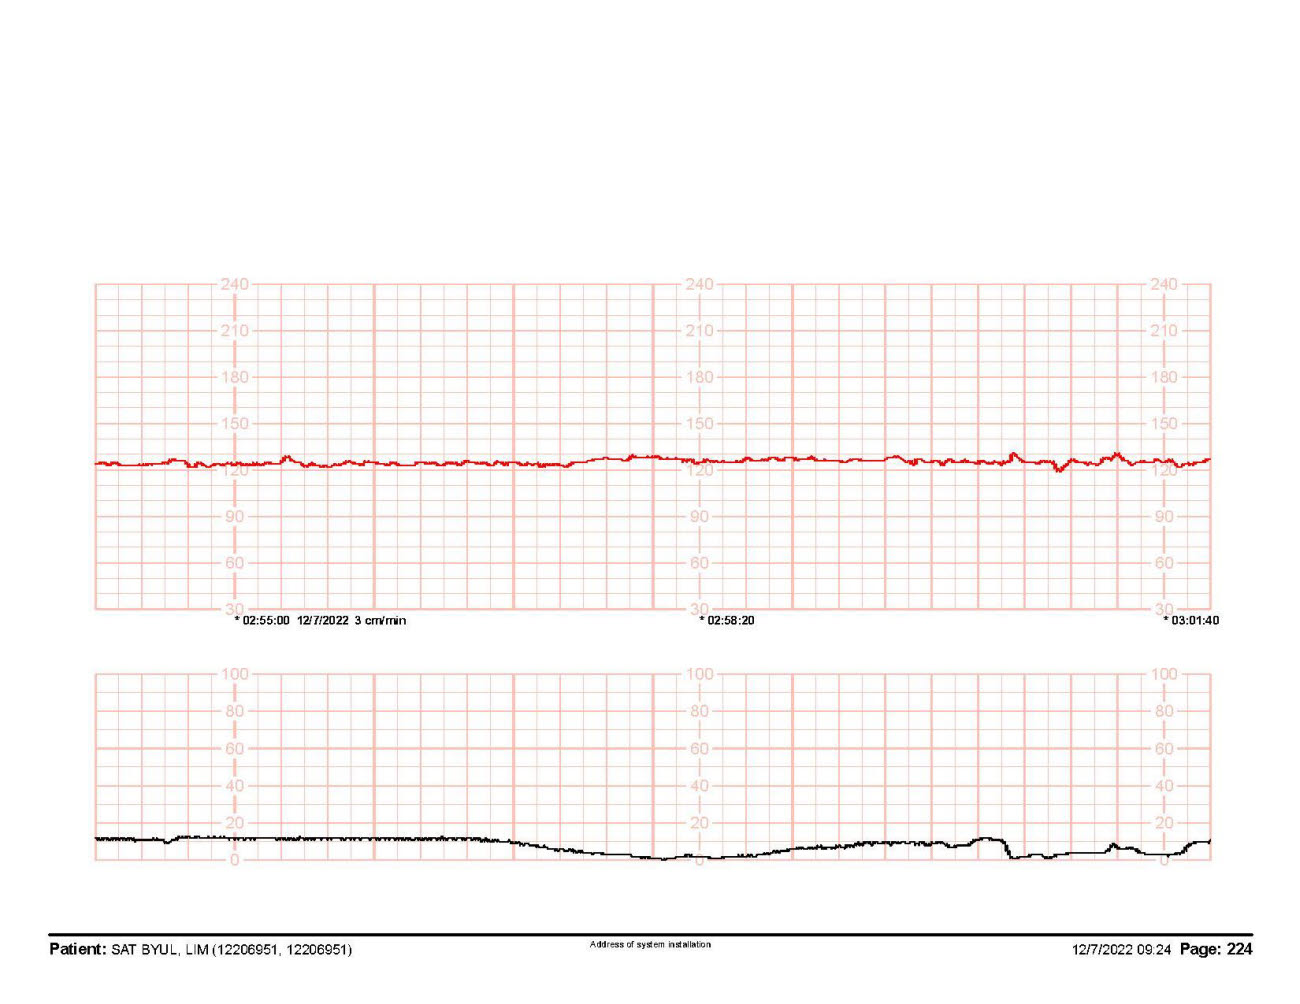 240 240 240
210 210 210
180 180 180
150 150 150
120 120 120
90 90 90
60 60 60
30 30 30
* 02:55:00 12/7/2022 3 cm/min * 02:58:20 * 03:01:40
100 100 100
80 80 80
60 60 60
40 40 40
20 20 20
0 0 0
Patient: SAT BYUL, LIM (12206951, 12206951) Address of system installation 12/7/2022 09:24 Page: 224